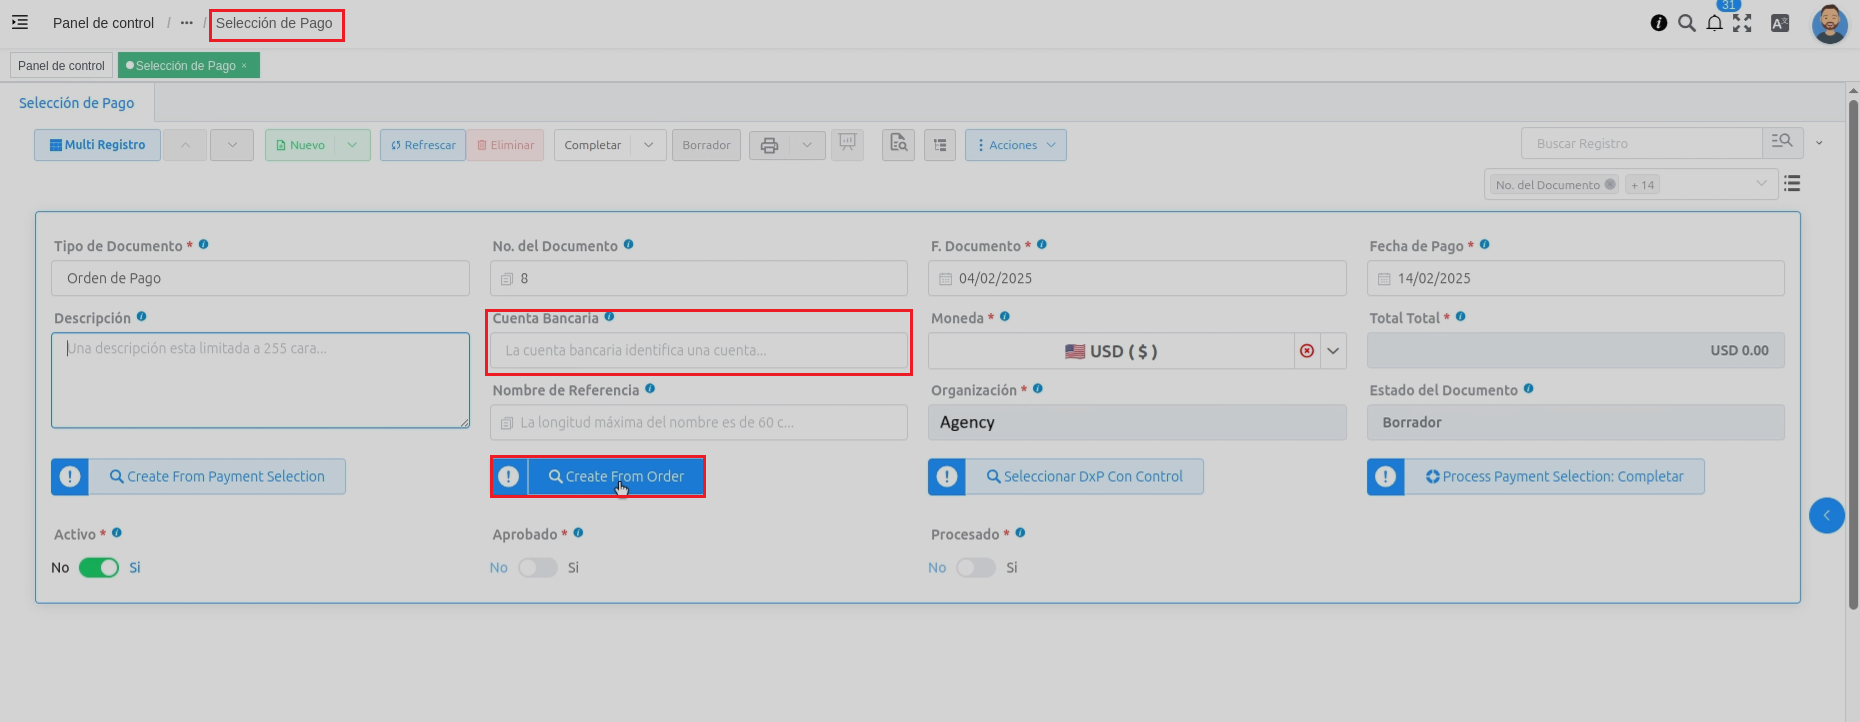 Panel de control / ••• / Selección de Pago
31
Panel de control Selección de Pago ×
Selección de Pago
Multi Registro Nuevo Refrescar Eliminar Completar Borrador Acciones Buscar Registro
No. del Documento + 14
Tipo de Documento * No. del Documento F. Documento * Fecha de Pago *
Orden de Pago 8 04/02/2025 14/02/2025
Descripción Cuenta Bancaria Moneda * Total Total *
Una descripción esta limitada a 255 cara... La cuenta bancaria identifica una cuenta... USD ( $ ) USD 0.00
Nombre de Referencia Organización * Estado del Documento
La longitud máxima del nombre es de 60 c... Agency Borrador
Create From Payment Selection Create From Order Seleccionar DxP Con Control Process Payment Selection: Completar
Activo * Aprobado * Procesado *
No Si No Si No Si